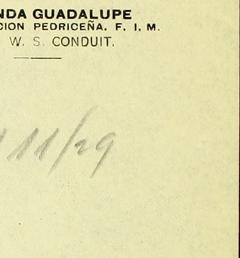 NDA GUADALUPE
CION PEDRICEÑA, F. I. M.
W. S. CONDUIT.
11/29